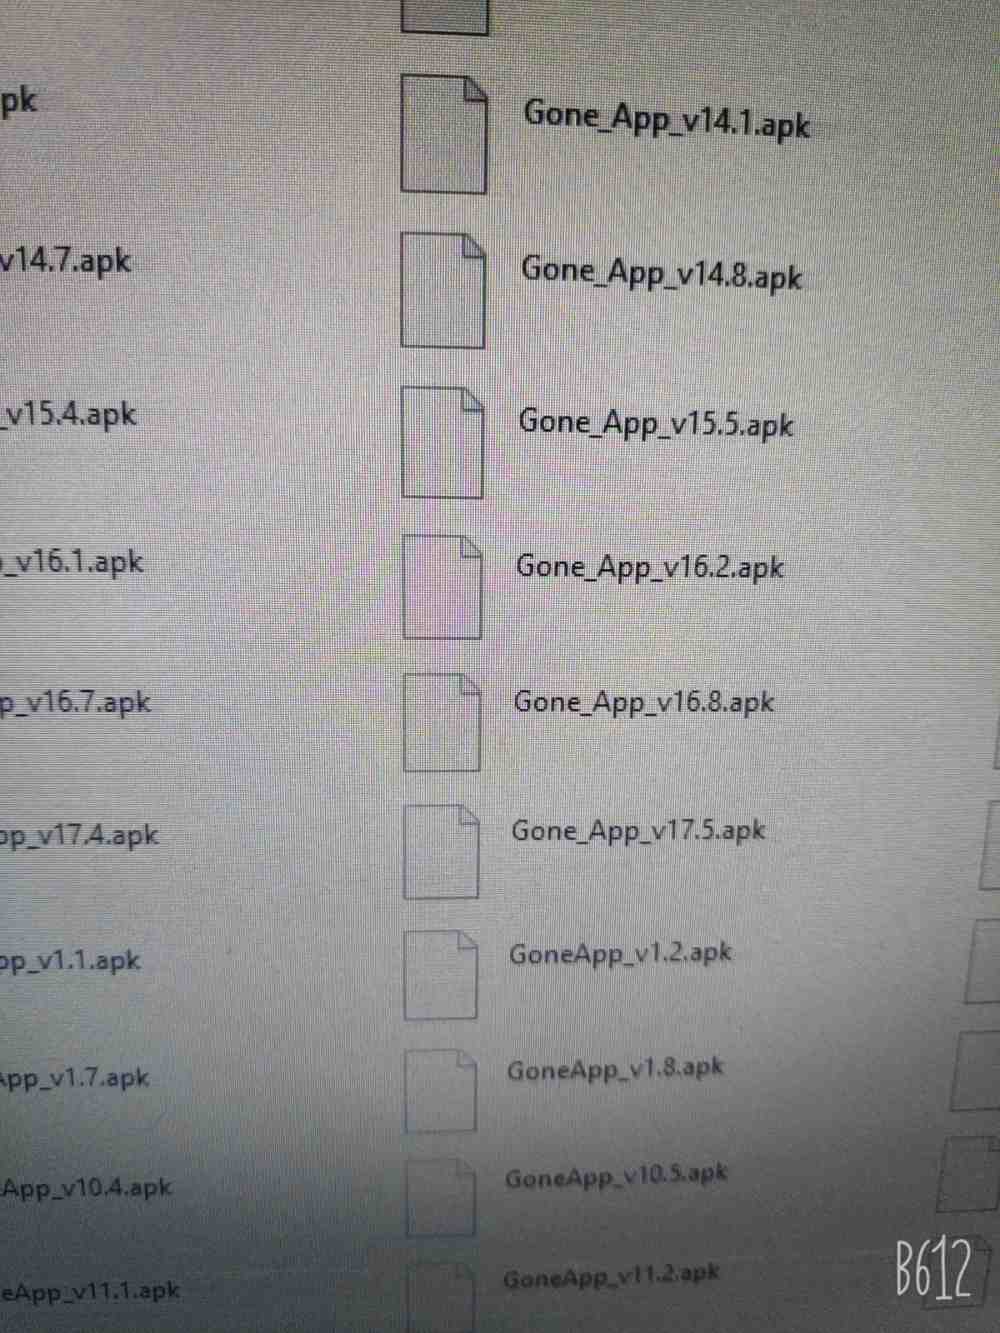 pk
Gone_App_v14.1.apk
v14.7.apk
Gone_App_v14.8.apk
_v15.4.apk
Gone_App_v15.5.apk
_v16.1.apk
Gone_App_v16.2.apk
p_v16.7.apk
Gone_App_v16.8.apk
pp_v17.4.apk
Gone_App_v17.5.apk
pp_v1.1.apk
GoneApp_v1.2.apk
App_v1.7.apk
GoneApp_v1.8.apk
App_v10.4.apk
GoneApp_v10.5.apk
eApp_v11.1.apk
GoneApp_v11.2.apk
B612